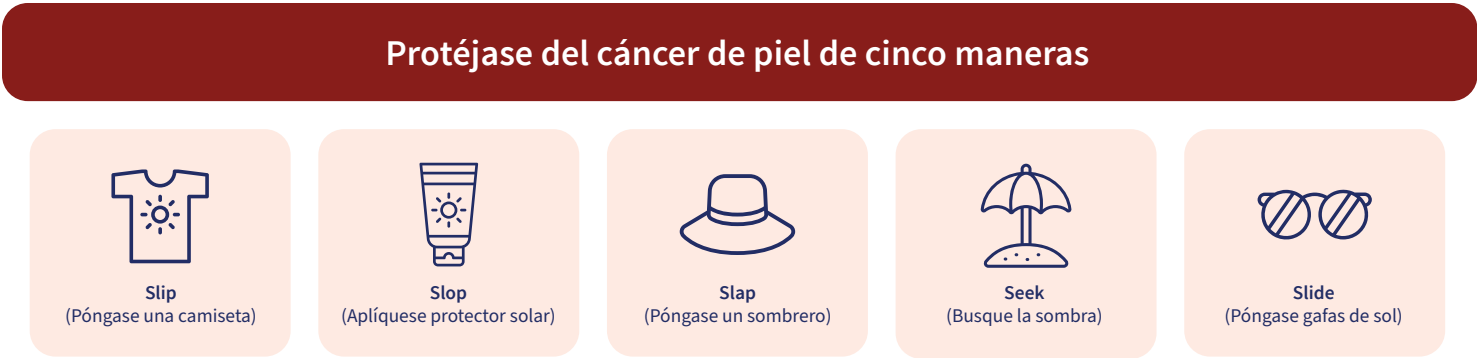 Protéjase del cáncer de piel de cinco maneras
Slip
(Póngase una camiseta)
Slop
(Aplíquese protector solar)
Slap
(Póngase un sombrero)
Seek
(Busque la sombra)
Slide
(Póngase gafas de sol)